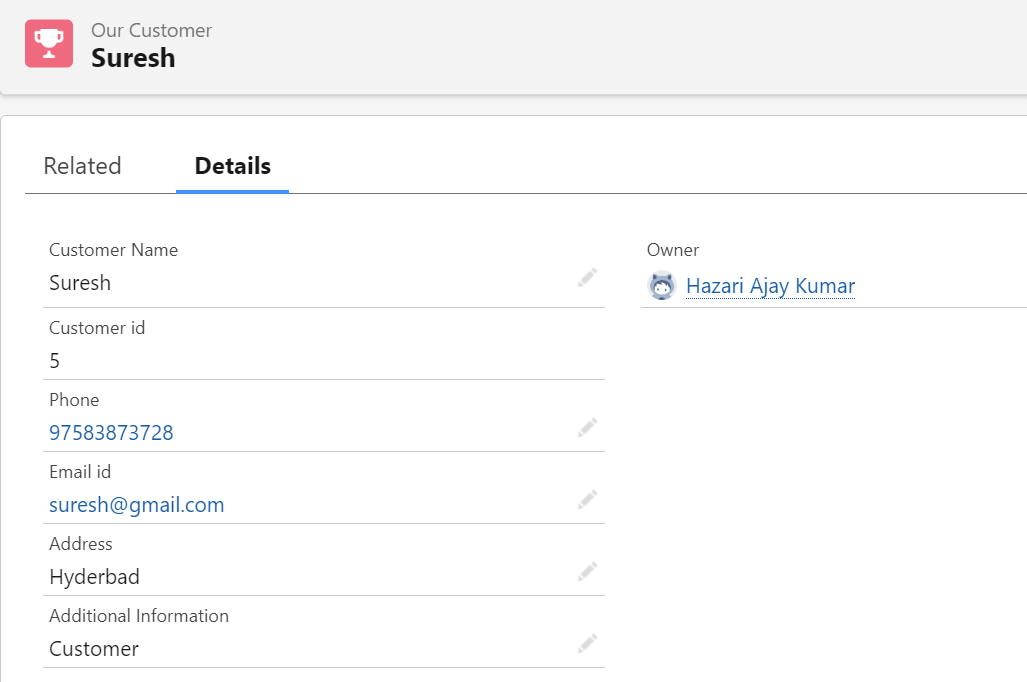 Our Customer
Suresh
Related Details
Customer Name
Suresh
Owner
Hazari Ajay Kumar
Customer id
5
Phone
97583873728
Email id
suresh@gmail.com
Address
Hyderbad
Additional Information
Customer